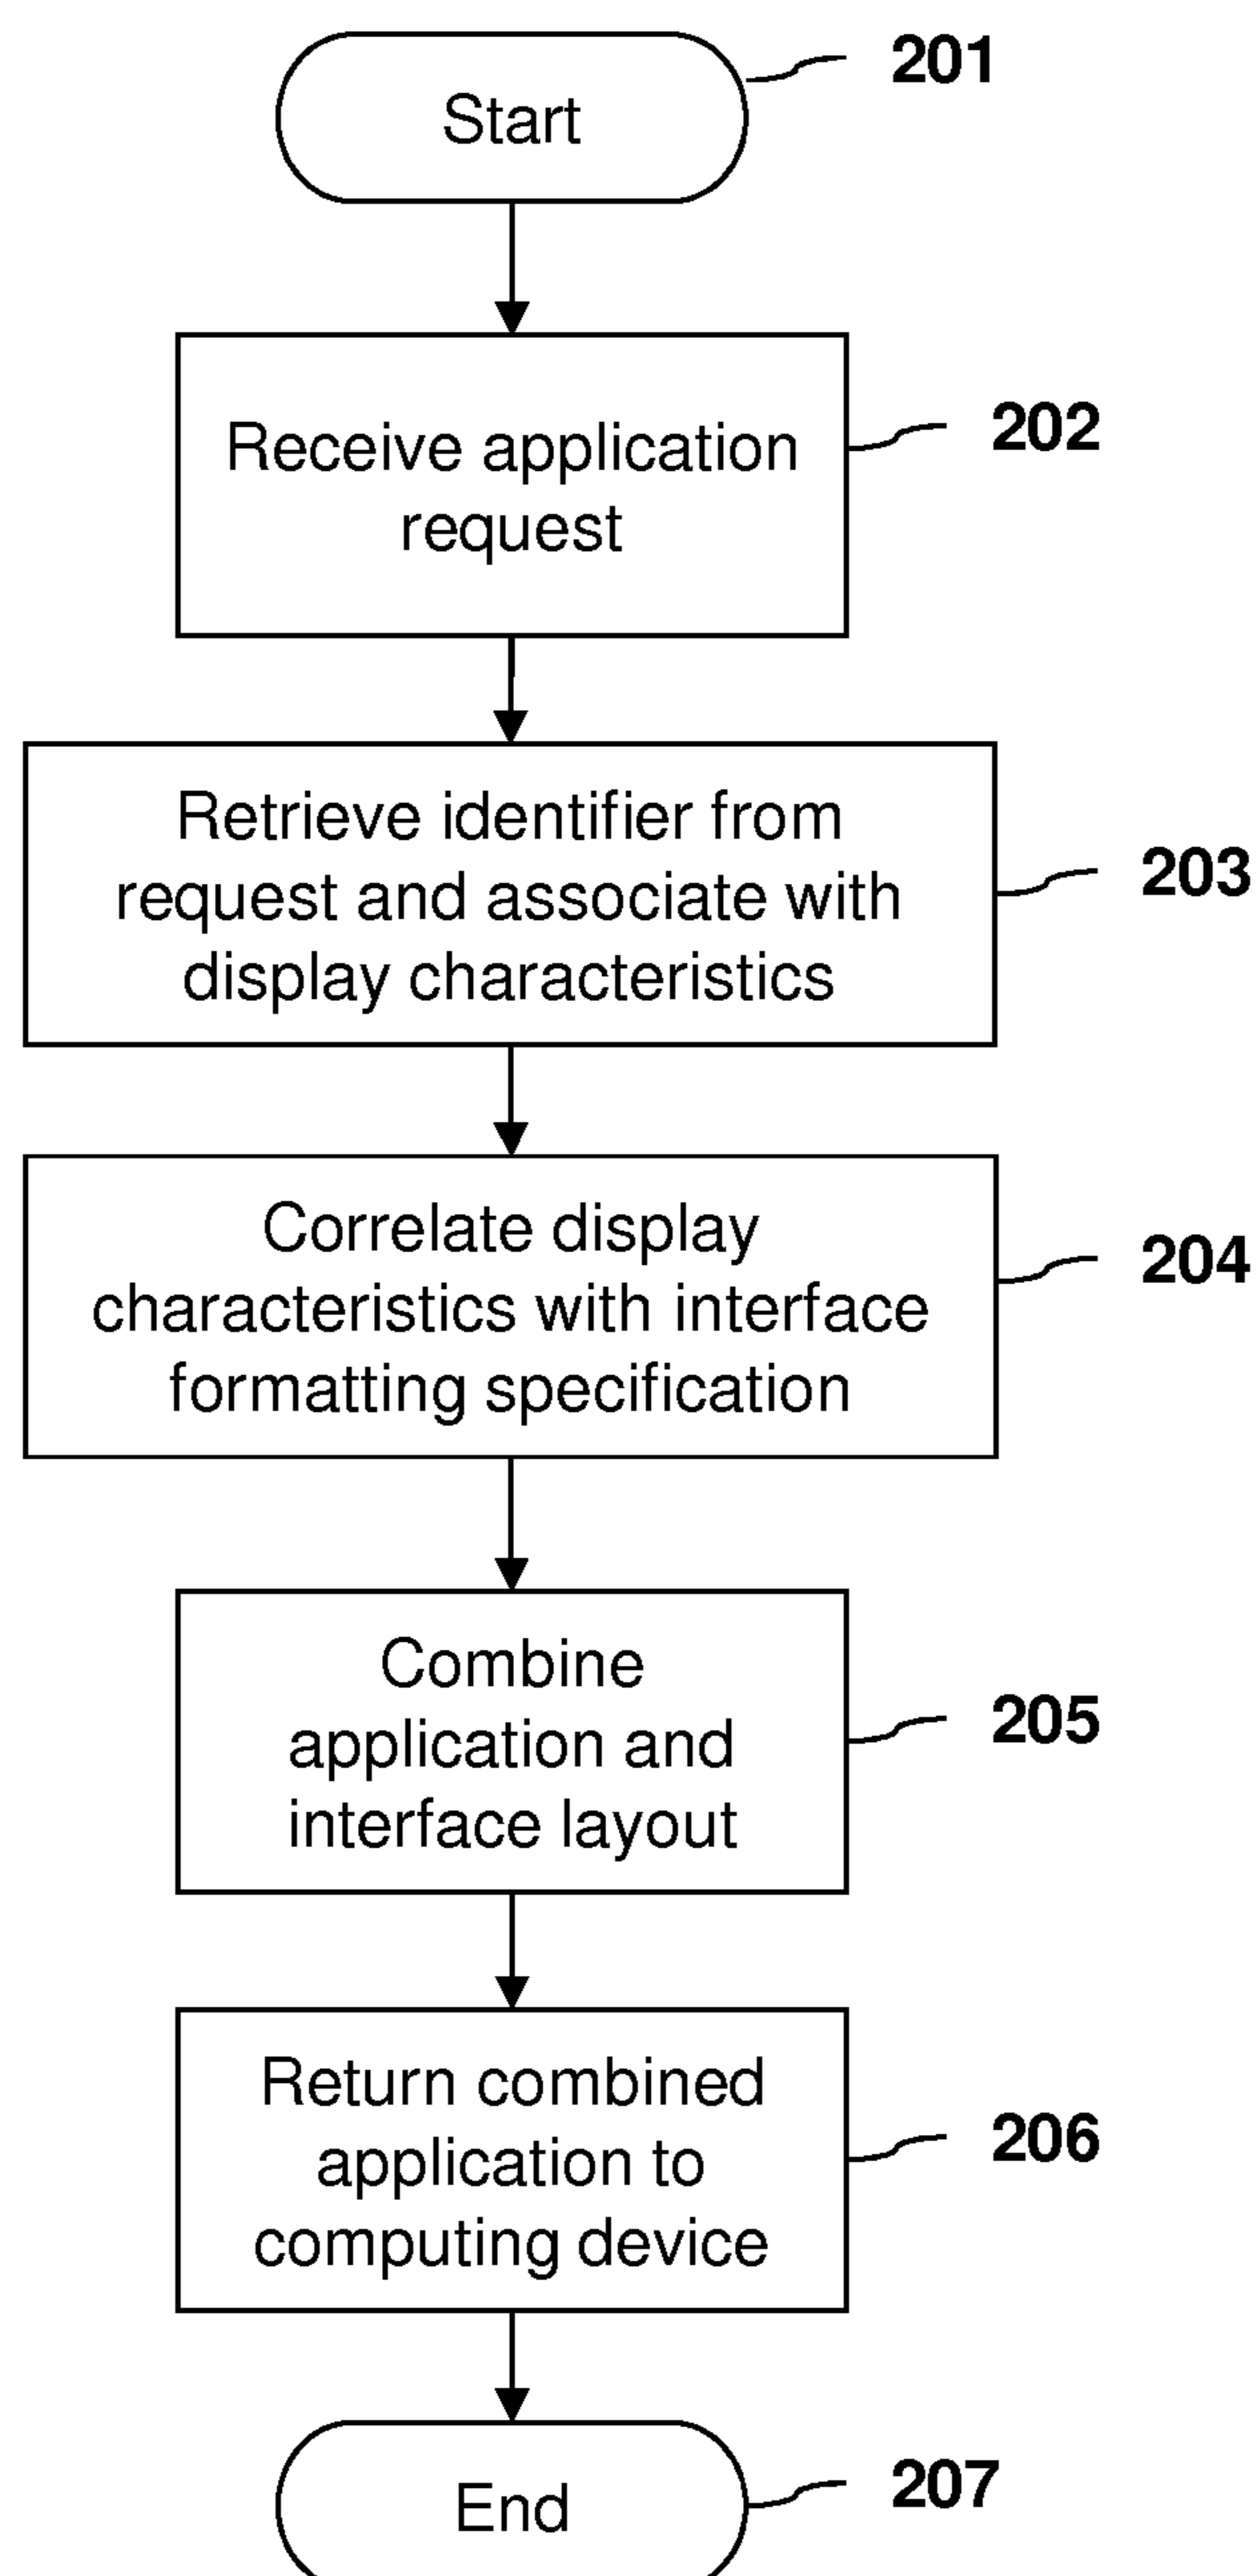 Start
201
Receive application
request
202
Retrieve identifier from
request and associate with
display characteristics
203
Correlate display
characteristics with interface
formatting specification
204
Combine
application and
interface layout
205
Return combined
application to
computing device
206
End
207